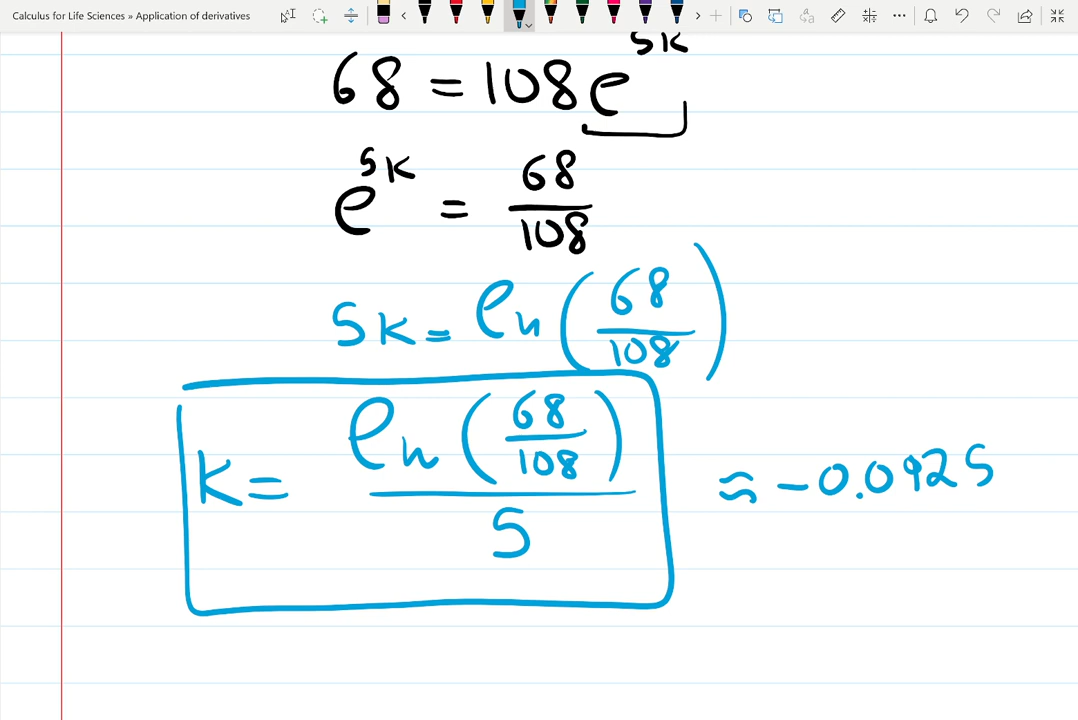 Calculus for Life Sciences » Application of derivatives
68 = 108e^5K
e^5K = 68/108
5K = ln(68/108)
K = ln(68/108)/5 ≈ -0.0925